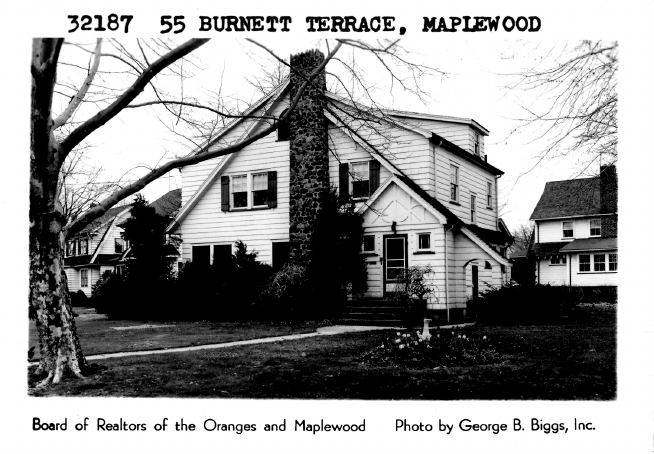 32187 55 BURNETT TERRACE, MAPLEWOOD
Board of Realtors of the Oranges and Maplewood Photo by George B. Biggs, Inc.